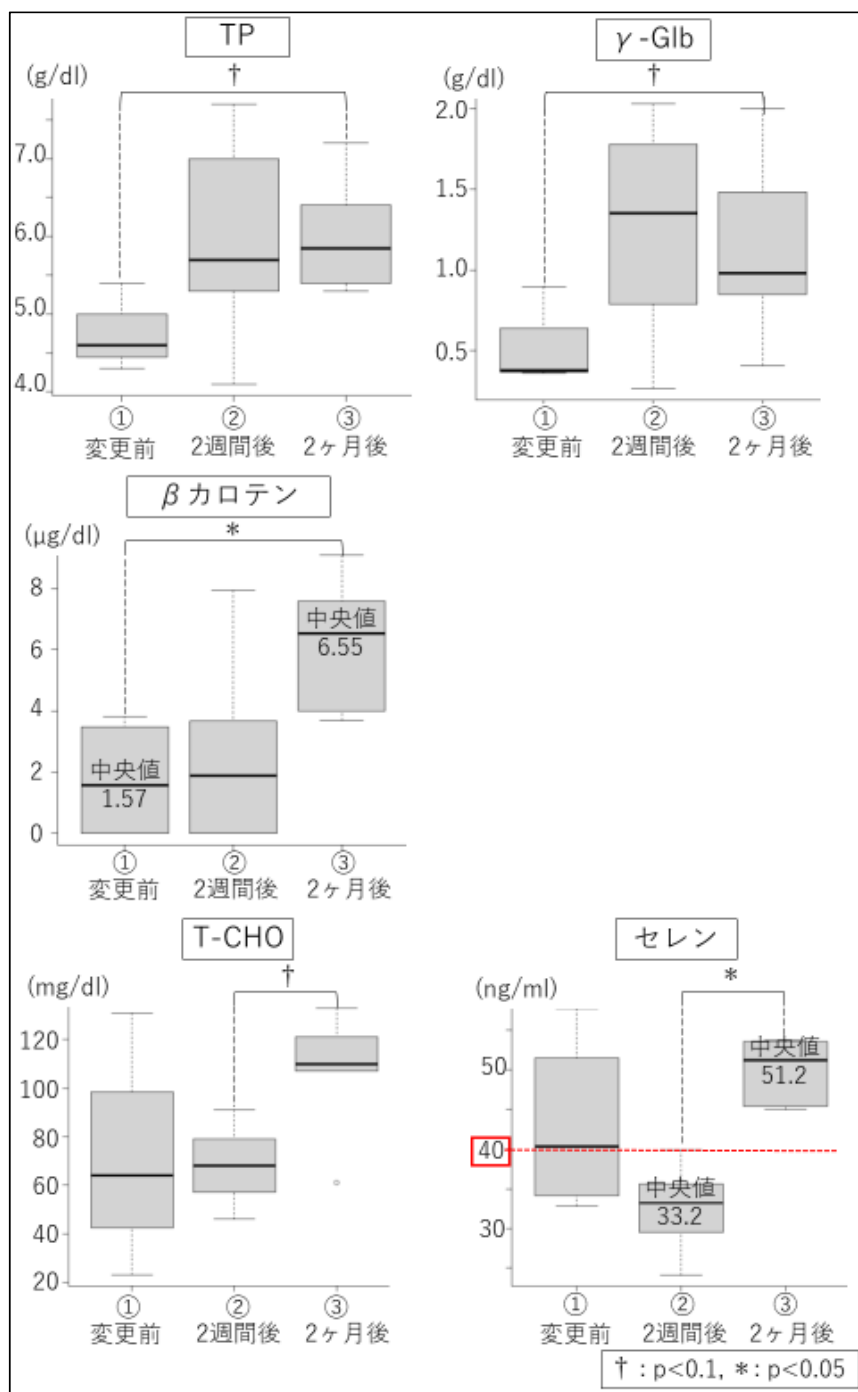 TP
(g/dl)
†
7.0
6.0
5.0
4.0
① ② ③
変更前 2週間後 2ヶ月後
γ-Glb
(g/dl)
†
2.0
1.5
1.0
0.5
① ② ③
変更前 2週間後 2ヶ月後
βカロテン
(μg/dl)
*
8
6
4
2
0
中央値
1.57
中央値
6.55
① ② ③
変更前 2週間後 2ヶ月後
T-CHO
(mg/dl)
†
120
100
80
60
40
20
① ② ③
変更前 2週間後 2ヶ月後
セレン
(ng/ml)
*
50
40
30
中央値
33.2
中央値
51.2
① ② ③
変更前 2週間後 2ヶ月後
†:p<0.1, *:p<0.05